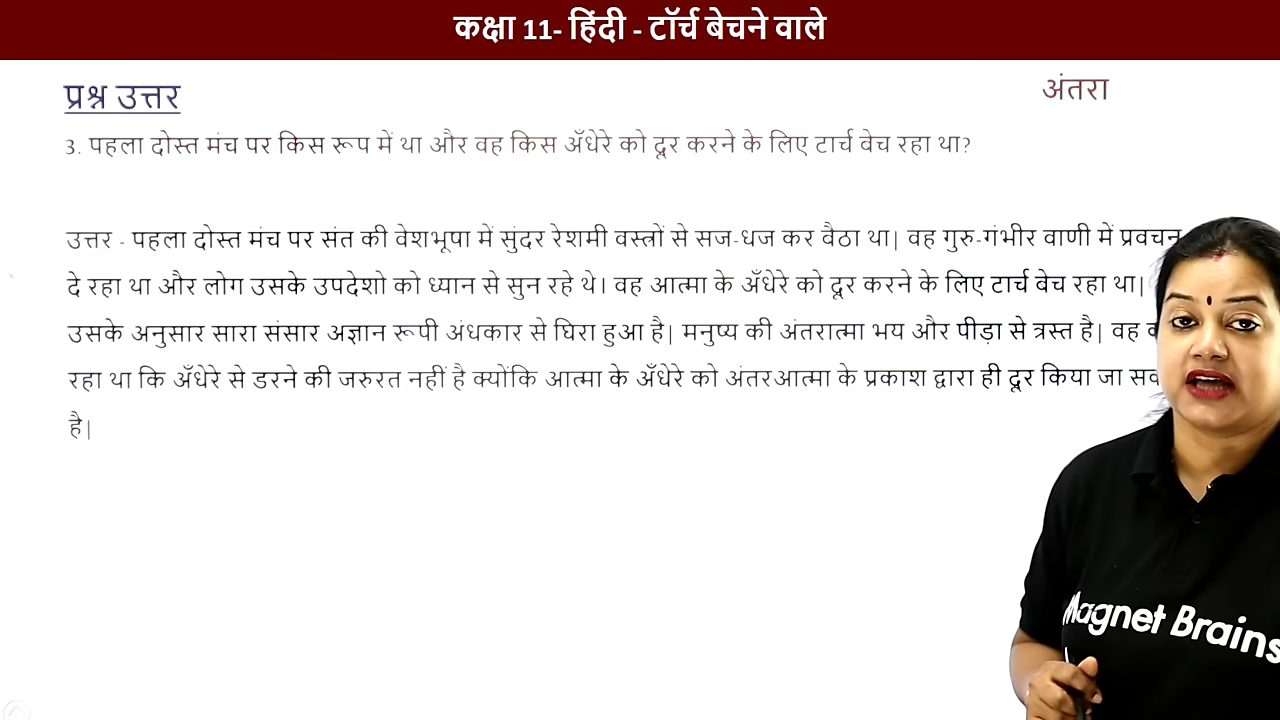 कक्षा 11- हिंदी - टॉर्च बेचने वाले
प्रश्न उत्तर
अंतरा
3. पहला दोस्त मंच पर किस रूप में था और वह किस अँधेरे को दूर करने के लिए टार्च बेच रहा था?
उत्तर - पहला दोस्त मंच पर संत की वेशभूषा में सुंदर रेशमी वस्त्रों से सज-धज कर बैठा था| वह गुरु-गंभीर वाणी में प्रवचन
दे रहा था और लोग उसके उपदेशो को ध्यान से सुन रहे थे। वह आत्मा के अँधेरे को दूर करने के लिए टार्च बेच रहा था|
उसके अनुसार सारा संसार अज्ञान रूपी अंधकार से घिरा हुआ है| मनुष्य की अंतरात्मा भय और पीड़ा से त्रस्त है| वह
रहा था कि अँधेरे से डरने की जरुरत नहीं है क्योंकि आत्मा के अँधेरे को अंतरआत्मा के प्रकाश द्वारा ही दूर किया जा
है|
Magnet Brains